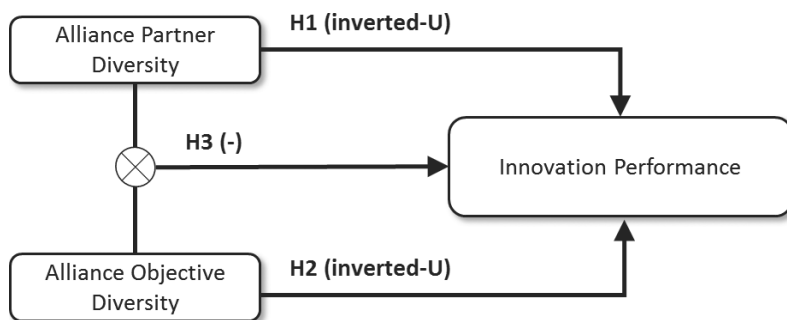 H1 (inverted-U)
Alliance Partner
Diversity
H3 (-)
Innovation Performance
Alliance Objective
Diversity
H2 (inverted-U)